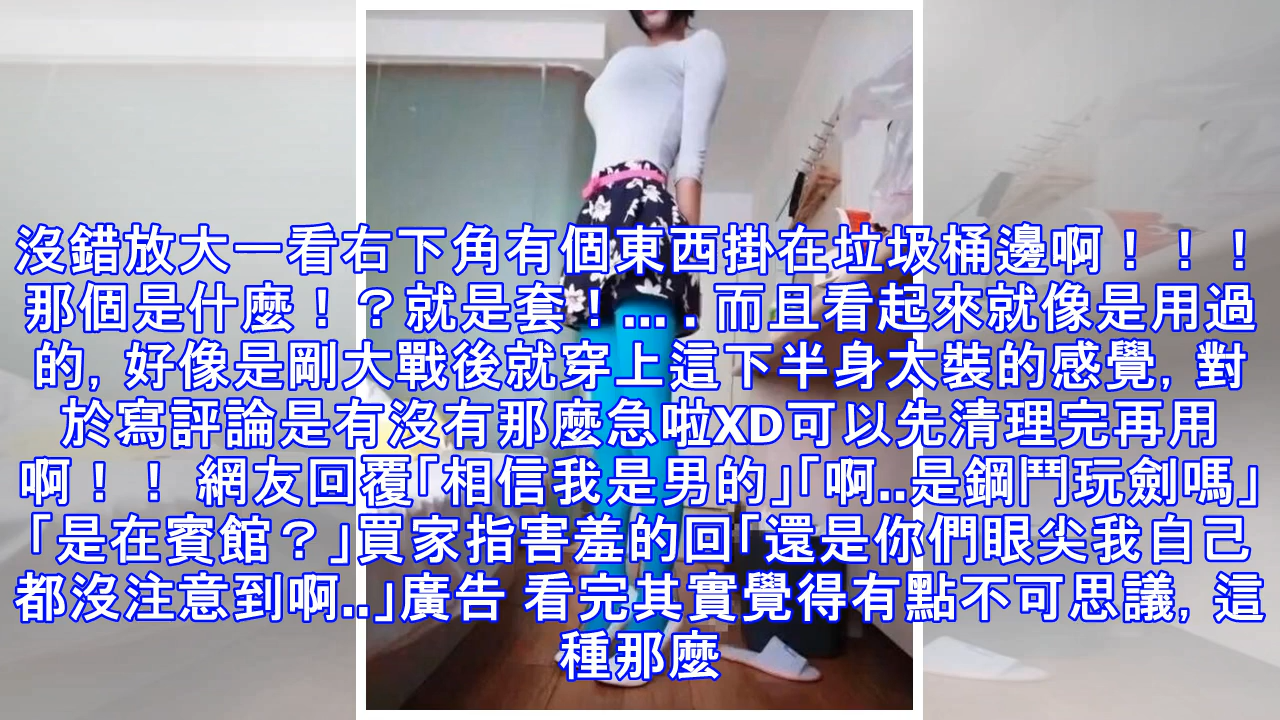 沒錯放大一看右下角有個東西掛在垃圾桶邊啊！！！
那個是什麼！？就是套！... . 而且看起來就像是用過
的, 好像是剛大戰後就穿上這下半身太裝的感覺, 對
於寫評論是有沒有那麼急啦XD可以先清理完再用
啊！！ 網友回覆「相信我是男的」「啊..是鋼鬥玩劍嗎」
「是在賓館？」買家指害羞的回「還是你們眼尖我自己
都沒注意到啊..」廣告 看完其實覺得有點不可思議, 這
種那麼